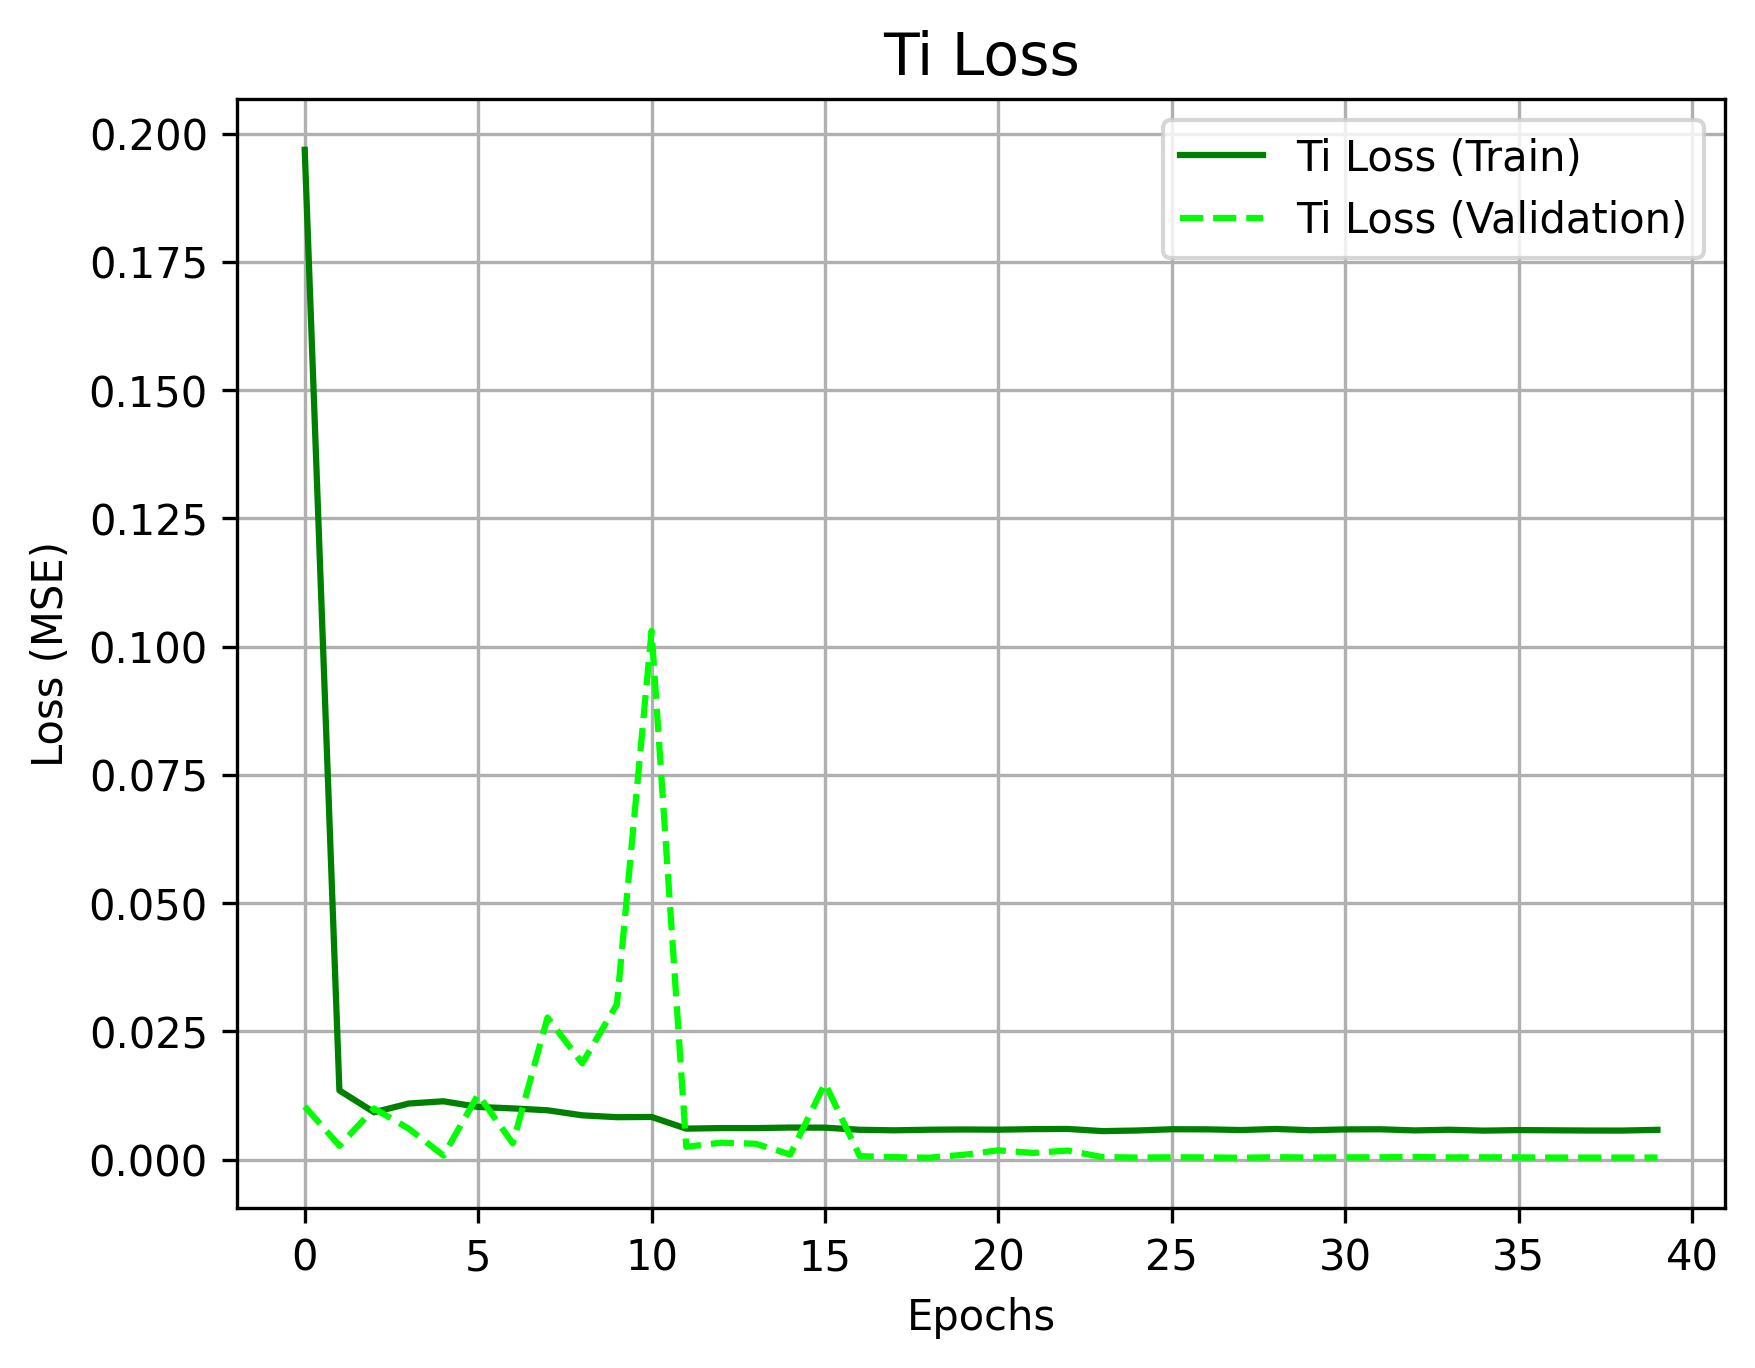 Ti Loss
Ti Loss (Train)
Ti Loss (Validation)
0.200
0.175
0.150
0.125
0.100
0.075
0.050
0.025
0.000
Loss (MSE)
0 5 10 15 20 25 30 35 40
Epochs